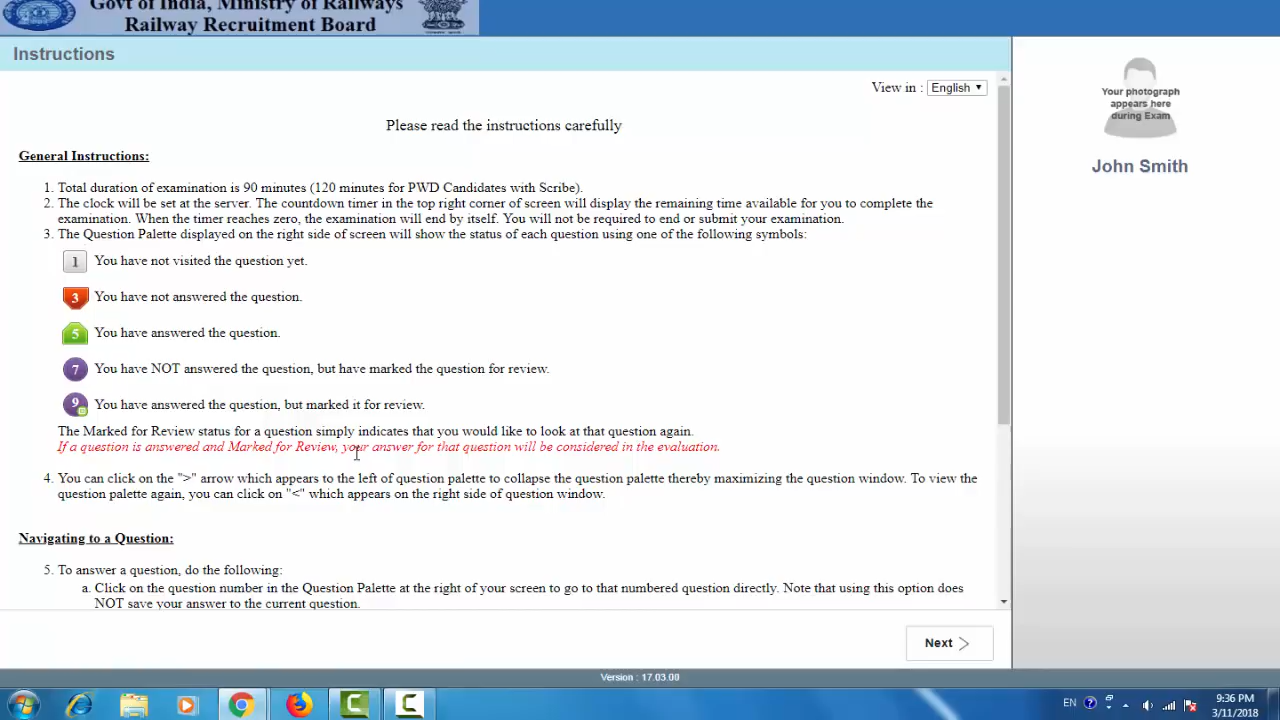 Govt of India, Ministry of Railways
Railway Recruitment Board
Instructions
View in : English
Please read the instructions carefully
General Instructions:
1. Total duration of examination is 90 minutes (120 minutes for PWD Candidates with Scribe).
2. The clock will be set at the server. The countdown timer in the top right corner of screen will display the remaining time available for you to complete the
examination. When the timer reaches zero, the examination will end by itself. You will not be required to end or submit your examination.
3. The Question Palette displayed on the right side of screen will show the status of each question using one of the following symbols:
1 You have not visited the question yet.
3 You have not answered the question.
5 You have answered the question.
7 You have NOT answered the question, but have marked the question for review.
9 You have answered the question, but marked it for review.
The Marked for Review status for a question simply indicates that you would like to look at that question again.
If a question is answered and Marked for Review, your answer for that question will be considered in the evaluation.
4. You can click on the ">" arrow which appears to the left of question palette to collapse the question palette thereby maximizing the question window. To view the
question palette again, you can click on "<" which appears on the right side of question window.
Navigating to a Question:
5. To answer a question, do the following:
a. Click on the question number in the Question Palette at the right of your screen to go to that numbered question directly. Note that using this option does
NOT save your answer to the current question.
Next
Your photograph
appears here
during Exam
John Smith
Version : 17.03.00
EN
9:36 PM
3/11/2018